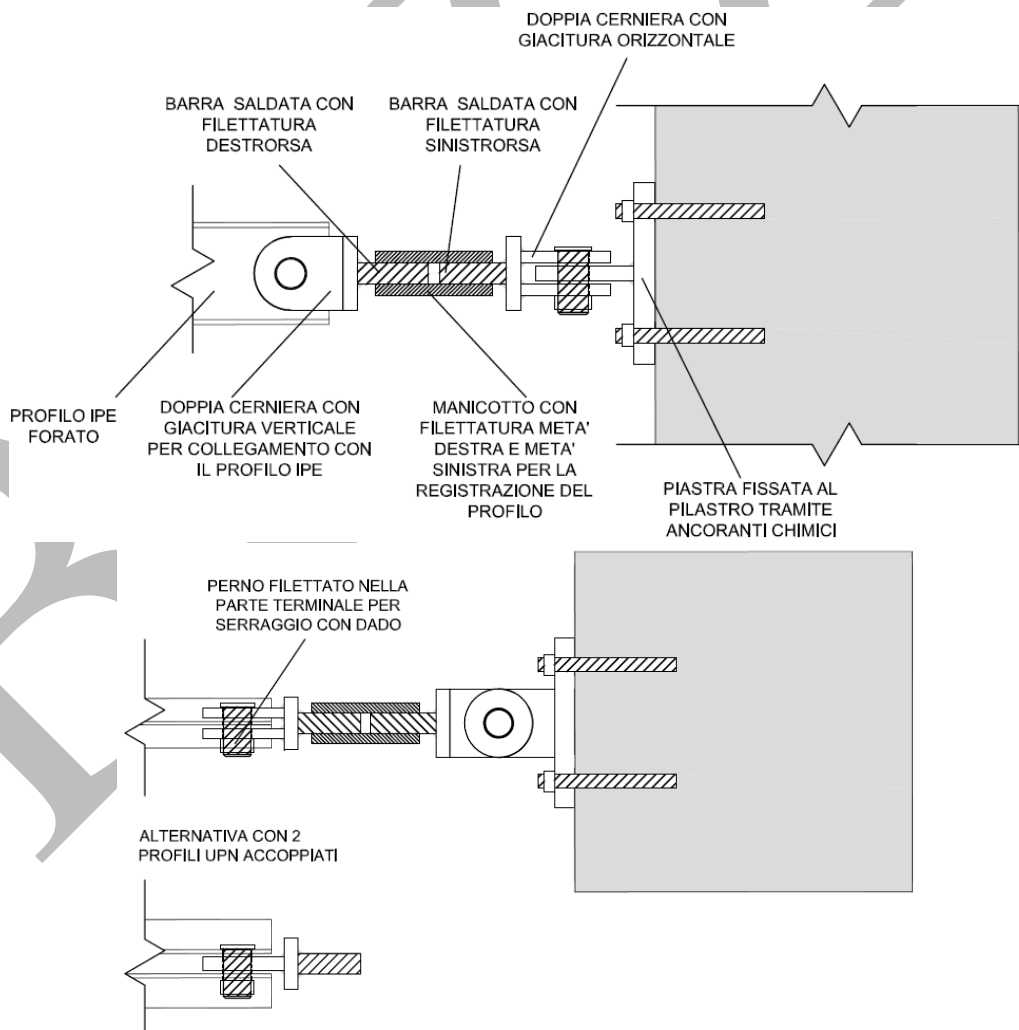 DOPPIA CERNIERA CON
GIACITURA ORIZZONTALE
BARRA SALDATA CON
FILETTATURA
DESTRORSA
BARRA SALDATA CON
FILETTATURA
SINISTRORSA
PROFILO IPE
FORATO
DOPPIA CERNIERA CON
GIACITURA VERTICALE
PER COLLEGAMENTO CON
IL PROFILO IPE
MANICOTTO CON
FILETTATURA META'
DESTRA E META'
SINISTRA PER LA
REGISTRAZIONE DEL
PROFILO
PIASTRA FISSATA AL
PILASTRO TRAMITE
ANCORANTI CHIMICI
PERNO FILETTATO NELLA
PARTE TERMINALE PER
SERRAGGIO CON DADO
ALTERNATIVA CON 2
PROFILI UPN ACCOPPIATI